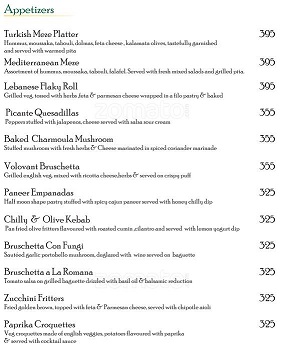 Appetizers
Turkish Meze Platter 395
Hummus, moussaka, tabouli, dolmas, feta cheese, kalamata olives, tastefully garnished
and served with warmed pita
Mediterranean Meze 395
Assortment of hummus, moussaka, tabouli, falafel. Served with fresh mixed salads and grilled pita.
Lebanese Flaky Roll 395
Grilled veg. tossed with herbs, feta & parmesan cheese wrapped in a filo pastry & baked
Picante Quesadillas 355
Peppers stuffed with jalapenos, cheese served with salsa sour cream
Baked Charmoula Mushroom 355
Stuffed mushroom with fresh herbs & Cheese marinated in spiced coriander marinade
Volovant Bruschetta 355
Grilled english veg. mixed with ricotta cheese, herbs & served on crispy puff
Paneer Empanadas 325
Half moon shape pastry stuffed with spicy cajun paneer served with honey chilly dip
Chilly & Olive Kebab 325
Pan fried olive fritters flavoured with roasted cumin, cilantro and served with lemon yogurt dip
Bruschetta Con Fungi 325
Sautéed garlic portobello mushroom, deglazed with wine served on baguette
Bruschetta a La Romana 325
Tomato salsa on grilled baguette drizzled with basil oil & balsamic reduction
Zucchini Fritters 325
Fried golden brown, topped with feta & Parmesan cheese, served with chipotle aioli
Paprika Croquettes 325
Veg croquettes made of english veggies, potatoes flavoured with paprika
& served with cocktail sauce